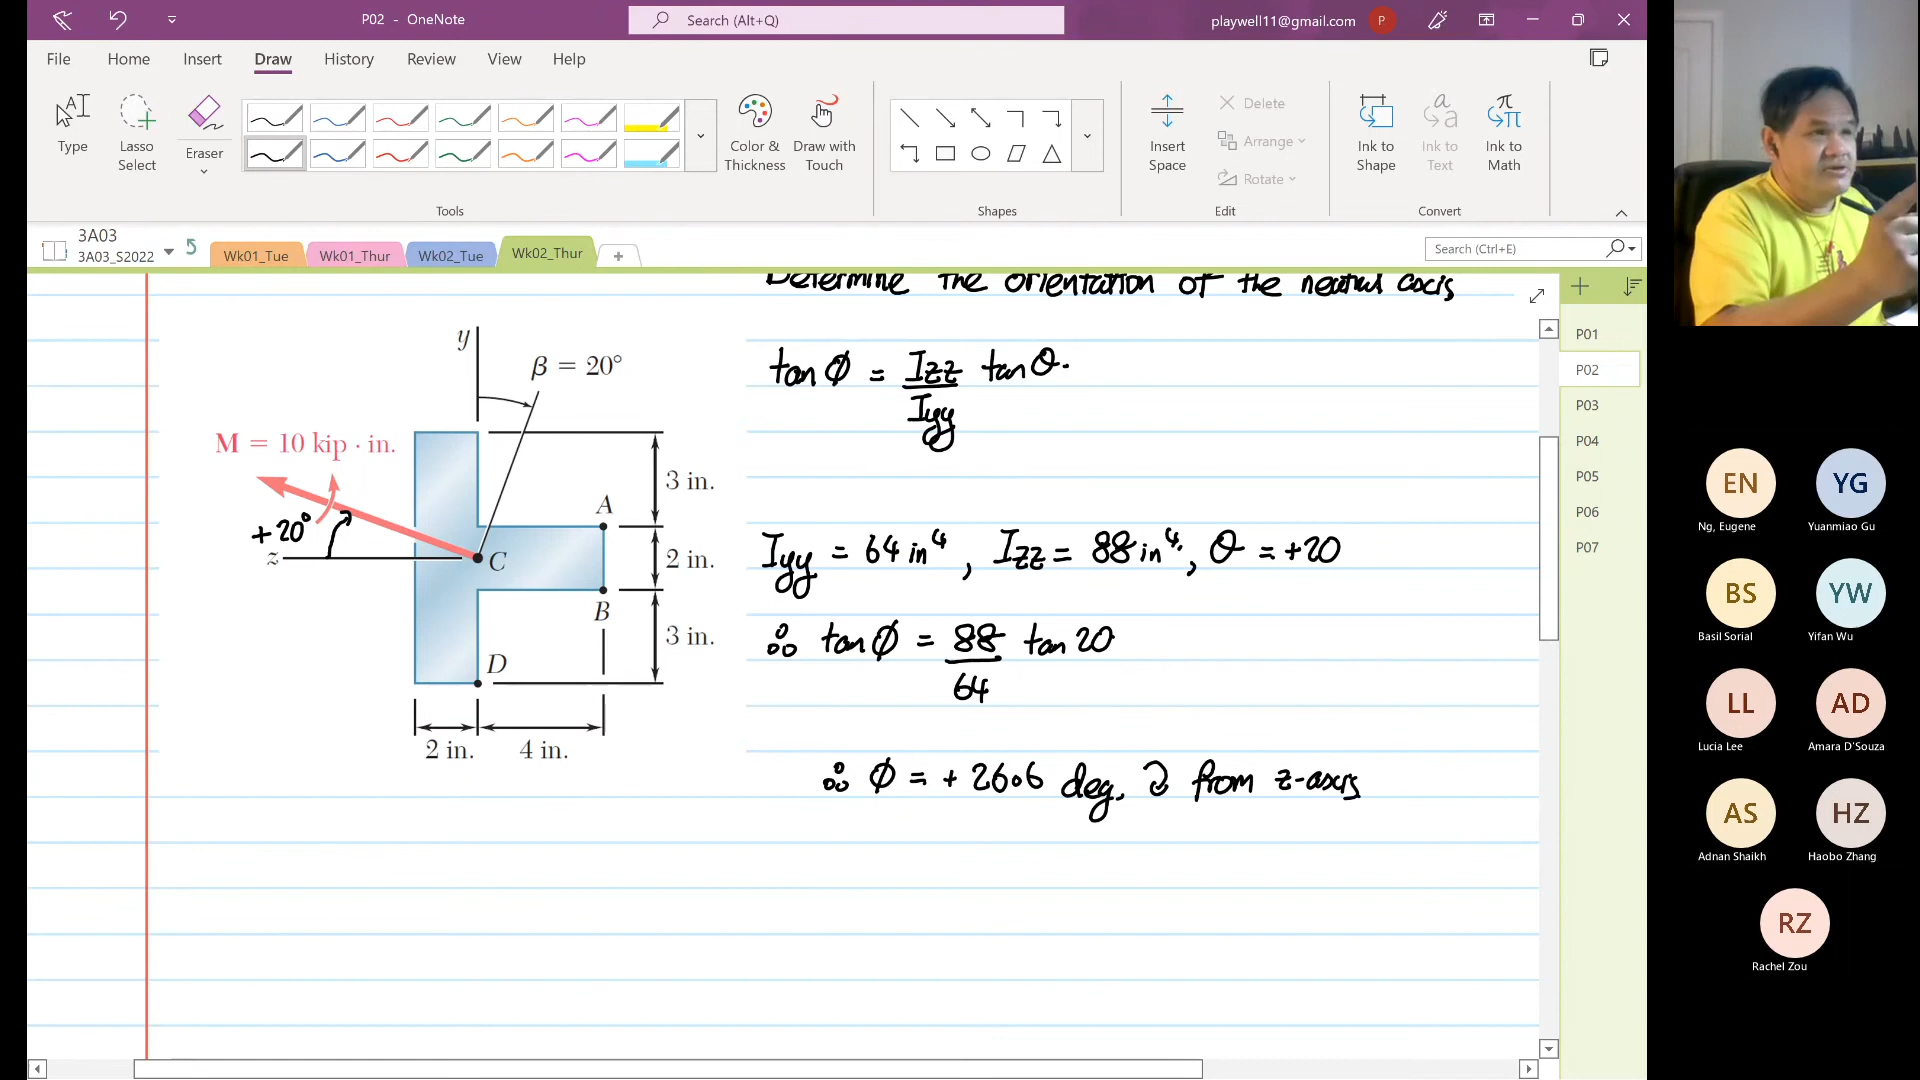 P02 - OneNote
Search (Alt+Q)
playwell11@gmail.com
P
File Home Insert Draw History Review View Help
Type
Lasso Select
Eraser
Color & Thickness
Draw with Touch
Insert Space
Delete
Arrange
Rotate
Ink to Shape
Ink to Text
Ink to Math
Tools
Shapes
Edit
Convert
3A03
3A03_S2022
Wk01_Tue
Wk01_Thur
Wk02_Tue
Wk02_Thur
Search (Ctrl+E)
P01
P02
P03
P04
P05
P06
P07
Determine the orientation of the neutral axis
y
β = 20°
M = 10 kip · in.
+20°
z
C
A
B
D
3 in.
2 in.
3 in.
2 in.
4 in.
tan Ø = Izz/Iyy tan θ.
Iyy = 64 in⁴, Izz = 88 in⁴, θ = +20
∴ tan Ø = 88/64 tan 20
∴ Ø = + 26.6 deg, ↻ from z-axis
EN
Ng, Eugene
YG
Yuanmiao Gu
BS
Basil Sorial
YW
Yifan Wu
LL
Lucia Lee
AD
Amara D'Souza
AS
Adnan Shaikh
HZ
Haobo Zhang
RZ
Rachel Zou